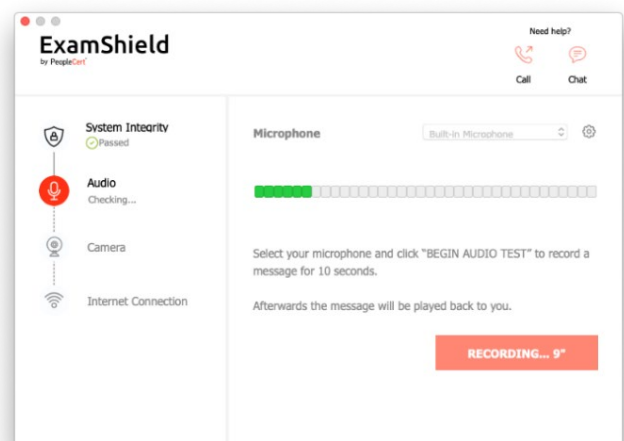 ExamShield
by PeopleCert
Need help?
Call
Chat
System Integrity
Passed
Audio
Checking...
Camera
Internet Connection
Microphone
Built-in Microphone
Select your microphone and click "BEGIN AUDIO TEST" to record a
message for 10 seconds.
Afterwards the message will be played back to you.
RECORDING... 9"